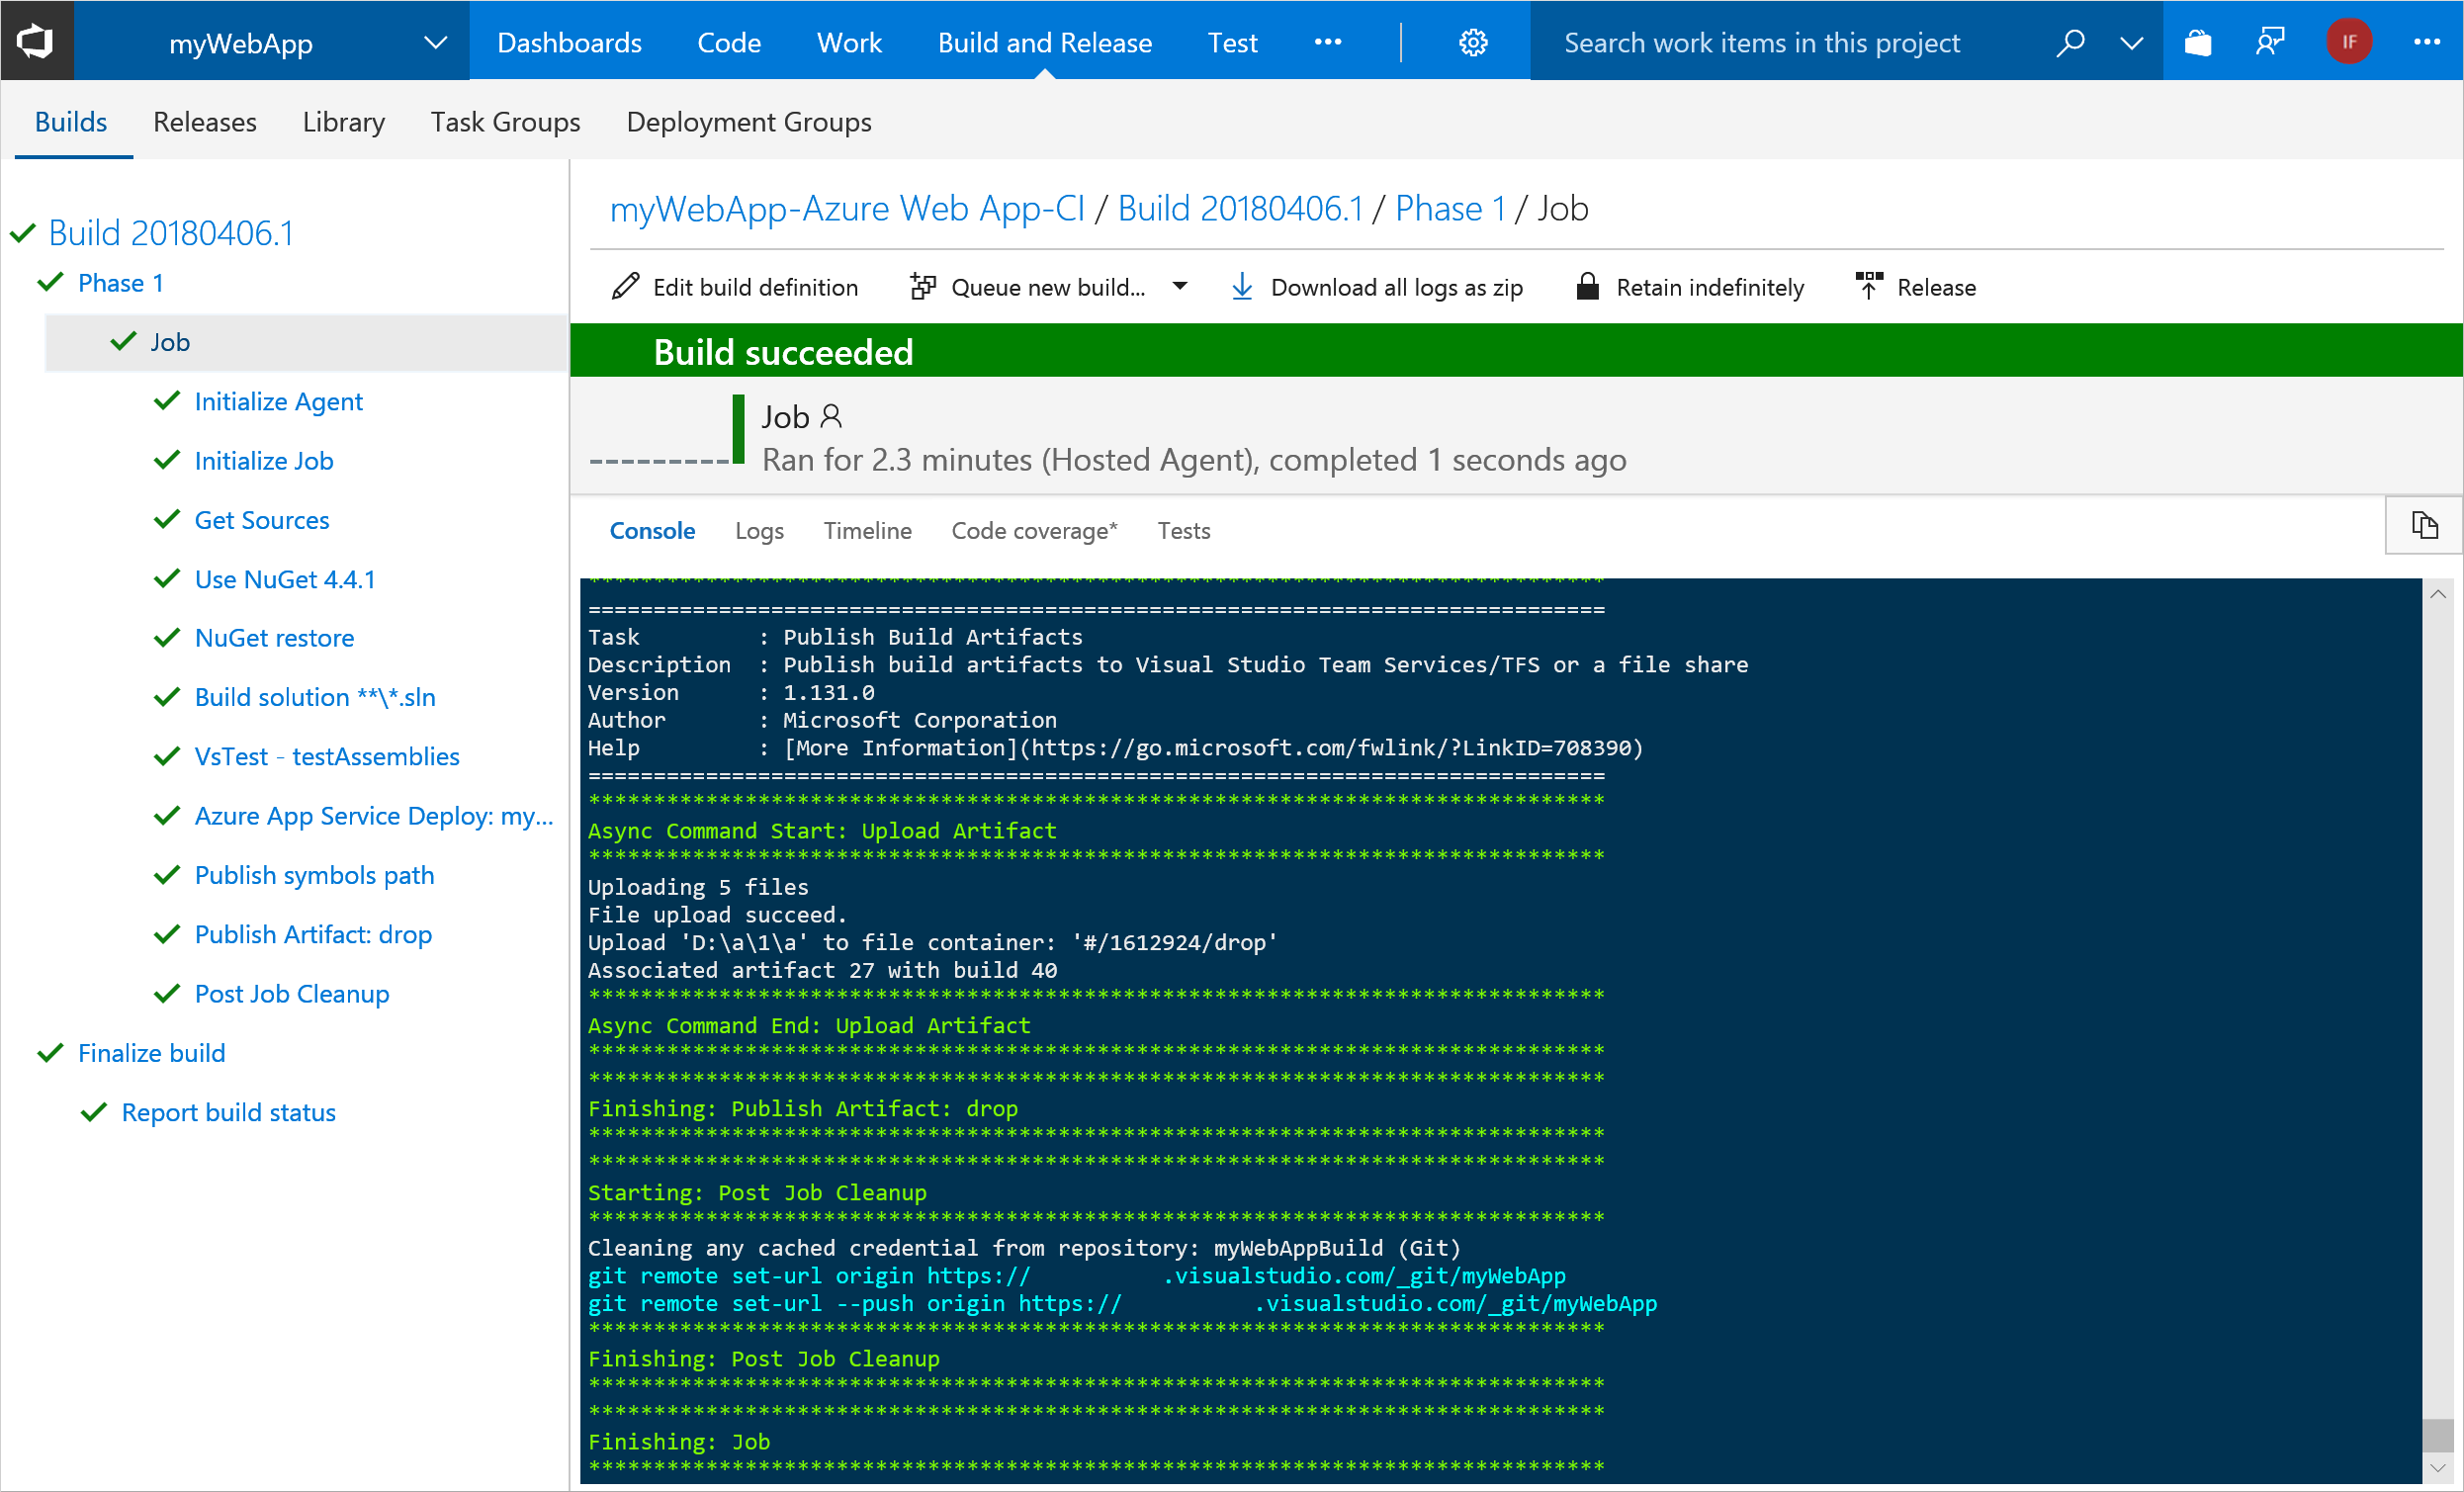 myWebApp Dashboards Code Work Build and Release Test Search work items in this project IF
Builds Releases Library Task Groups Deployment Groups
Build 20180406.1
Phase 1
Job
Initialize Agent
Initialize Job
Get Sources
Use NuGet 4.4.1
NuGet restore
Build solution **\*.sln
VsTest - testAssemblies
Azure App Service Deploy: my...
Publish symbols path
Publish Artifact: drop
Post Job Cleanup
Finalize build
Report build status
myWebApp-Azure Web App-CI / Build 20180406.1 / Phase 1 / Job
Edit build definition Queue new build... Download all logs as zip Retain indefinitely Release
Build succeeded
Job
Ran for 2.3 minutes (Hosted Agent), completed 1 seconds ago
Console Logs Timeline Code coverage* Tests
******************************************************************************
==============================================================================
Task         : Publish Build Artifacts
Description  : Publish build artifacts to Visual Studio Team Services/TFS or a file share
Version      : 1.131.0
Author       : Microsoft Corporation
Help         : [More Information](https://go.microsoft.com/fwlink/?LinkID=708390)
==============================================================================
******************************************************************************
Async Command Start: Upload Artifact
******************************************************************************
Uploading 5 files
File upload succeed.
Upload 'D:\a\1\a' to file container: '#/1612924/drop'
Associated artifact 27 with build 40
******************************************************************************
Async Command End: Upload Artifact
******************************************************************************
******************************************************************************
Finishing: Publish Artifact: drop
******************************************************************************
******************************************************************************
Starting: Post Job Cleanup
******************************************************************************
Cleaning any cached credential from repository: myWebAppBuild (Git)
git remote set-url origin https://          .visualstudio.com/_git/myWebApp
git remote set-url --push origin https://          .visualstudio.com/_git/myWebApp
******************************************************************************
Finishing: Post Job Cleanup
******************************************************************************
******************************************************************************
Finishing: Job
******************************************************************************